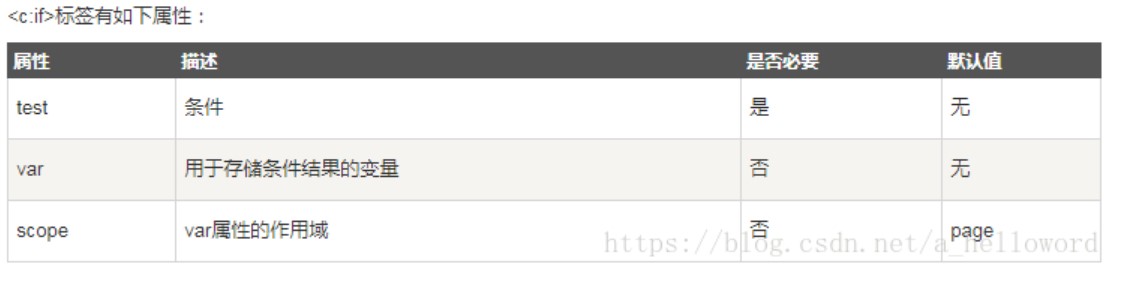 <c:if>标签有如下属性：
属性 描述 是否必要 默认值
test 条件 是 无
var 用于存储条件结果的变量 否 无
scope var属性的作用域 否 page
https://blog.csdn.net/a_helloword